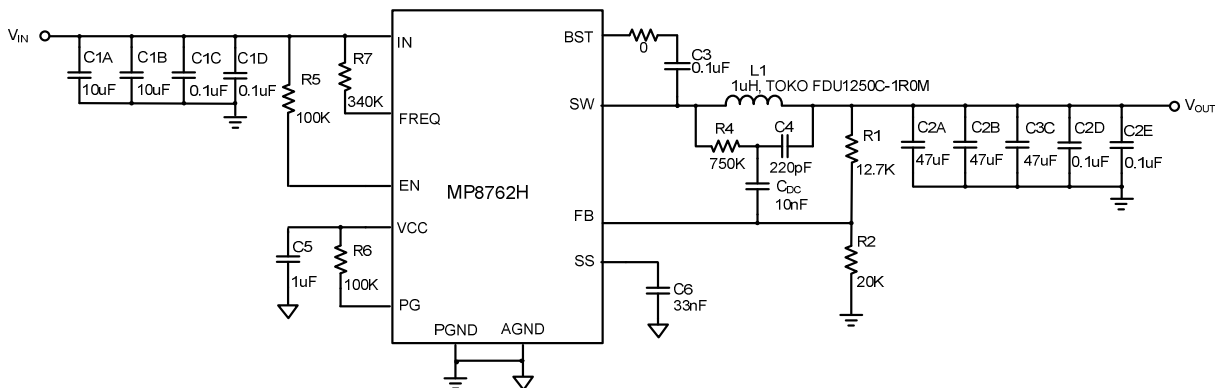 VIN
C1A
10uF
C1B
10uF
C1C
0.1uF
C1D
0.1uF
R5
100K
R7
340K
IN
FREQ
EN
VCC
PG
MP8762H
PGND
AGND
BST
SW
FB
SS
C5
1uF
R6
100K
0
C3
0.1uF
L1
1uH, TOKO FDU1250C-1R0M
R4
750K
C4
220pF
CDC
10nF
R1
12.7K
R2
20K
C6
33nF
C2A
47uF
C2B
47uF
C3C
47uF
C2D
0.1uF
C2E
0.1uF
VOUT